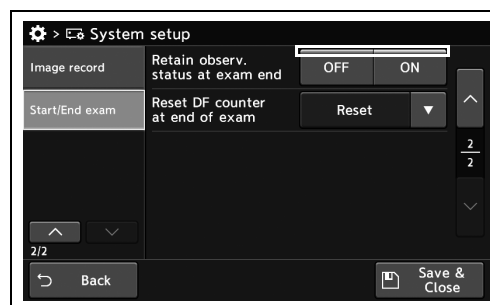 > System setup
Image record
Retain observ.
status at exam end
OFF
ON
Start/End exam
Reset DF counter
at end of exam
Reset
2
2
2/2
Back
Save &
Close